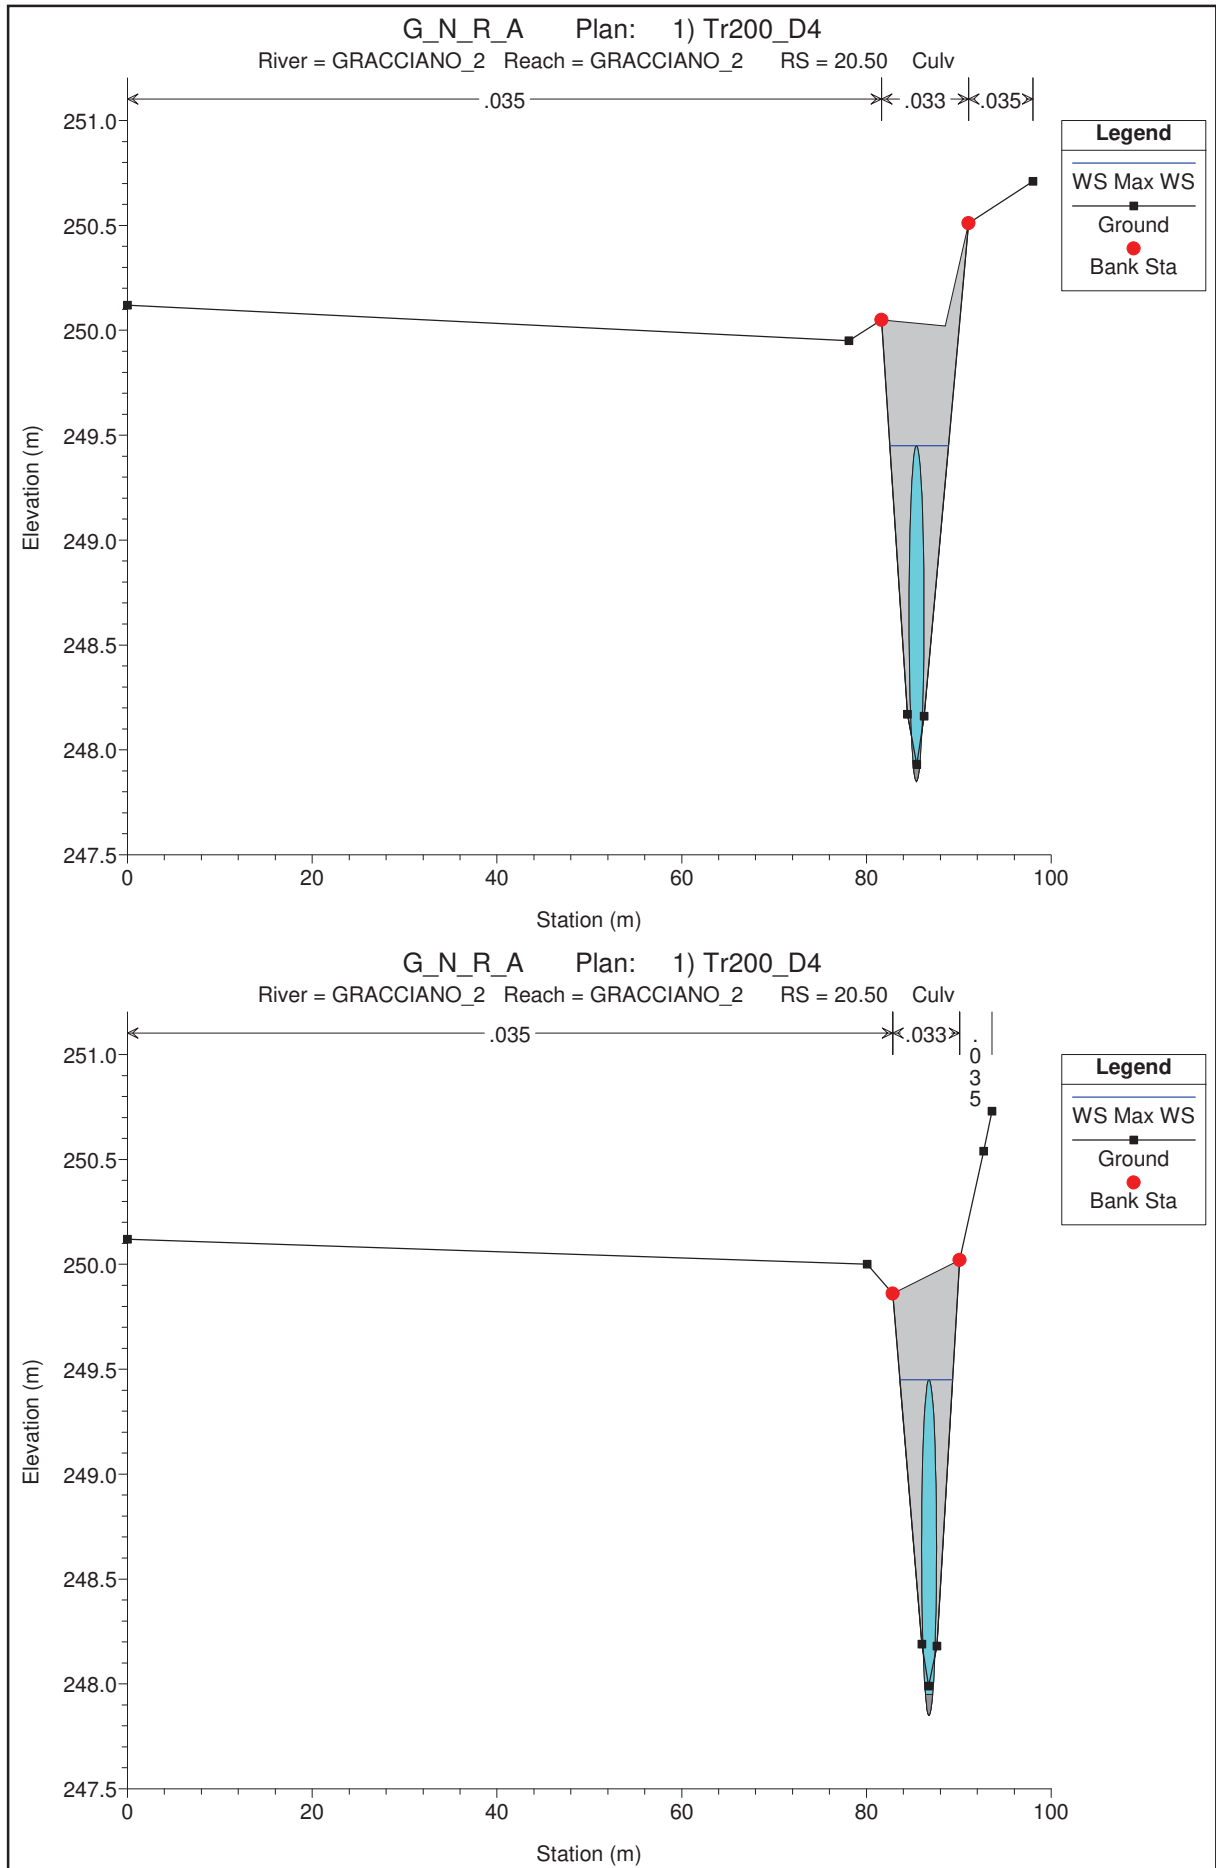 G_N_R_A Plan: 1) Tr200_D4
River = GRACCIANO_2 Reach = GRACCIANO_2 RS = 20.50 Culv
.035 .033 .035
251.0
250.5
250.0
249.5
249.0
248.5
248.0
247.5
Elevation (m)
0 20 40 60 80 100
Station (m)
Legend
WS Max WS
Ground
Bank Sta
G_N_R_A Plan: 1) Tr200_D4
River = GRACCIANO_2 Reach = GRACCIANO_2 RS = 20.50 Culv
.035 .033 .035
251.0
250.5
250.0
249.5
249.0
248.5
248.0
247.5
Elevation (m)
0 20 40 60 80 100
Station (m)
Legend
WS Max WS
Ground
Bank Sta